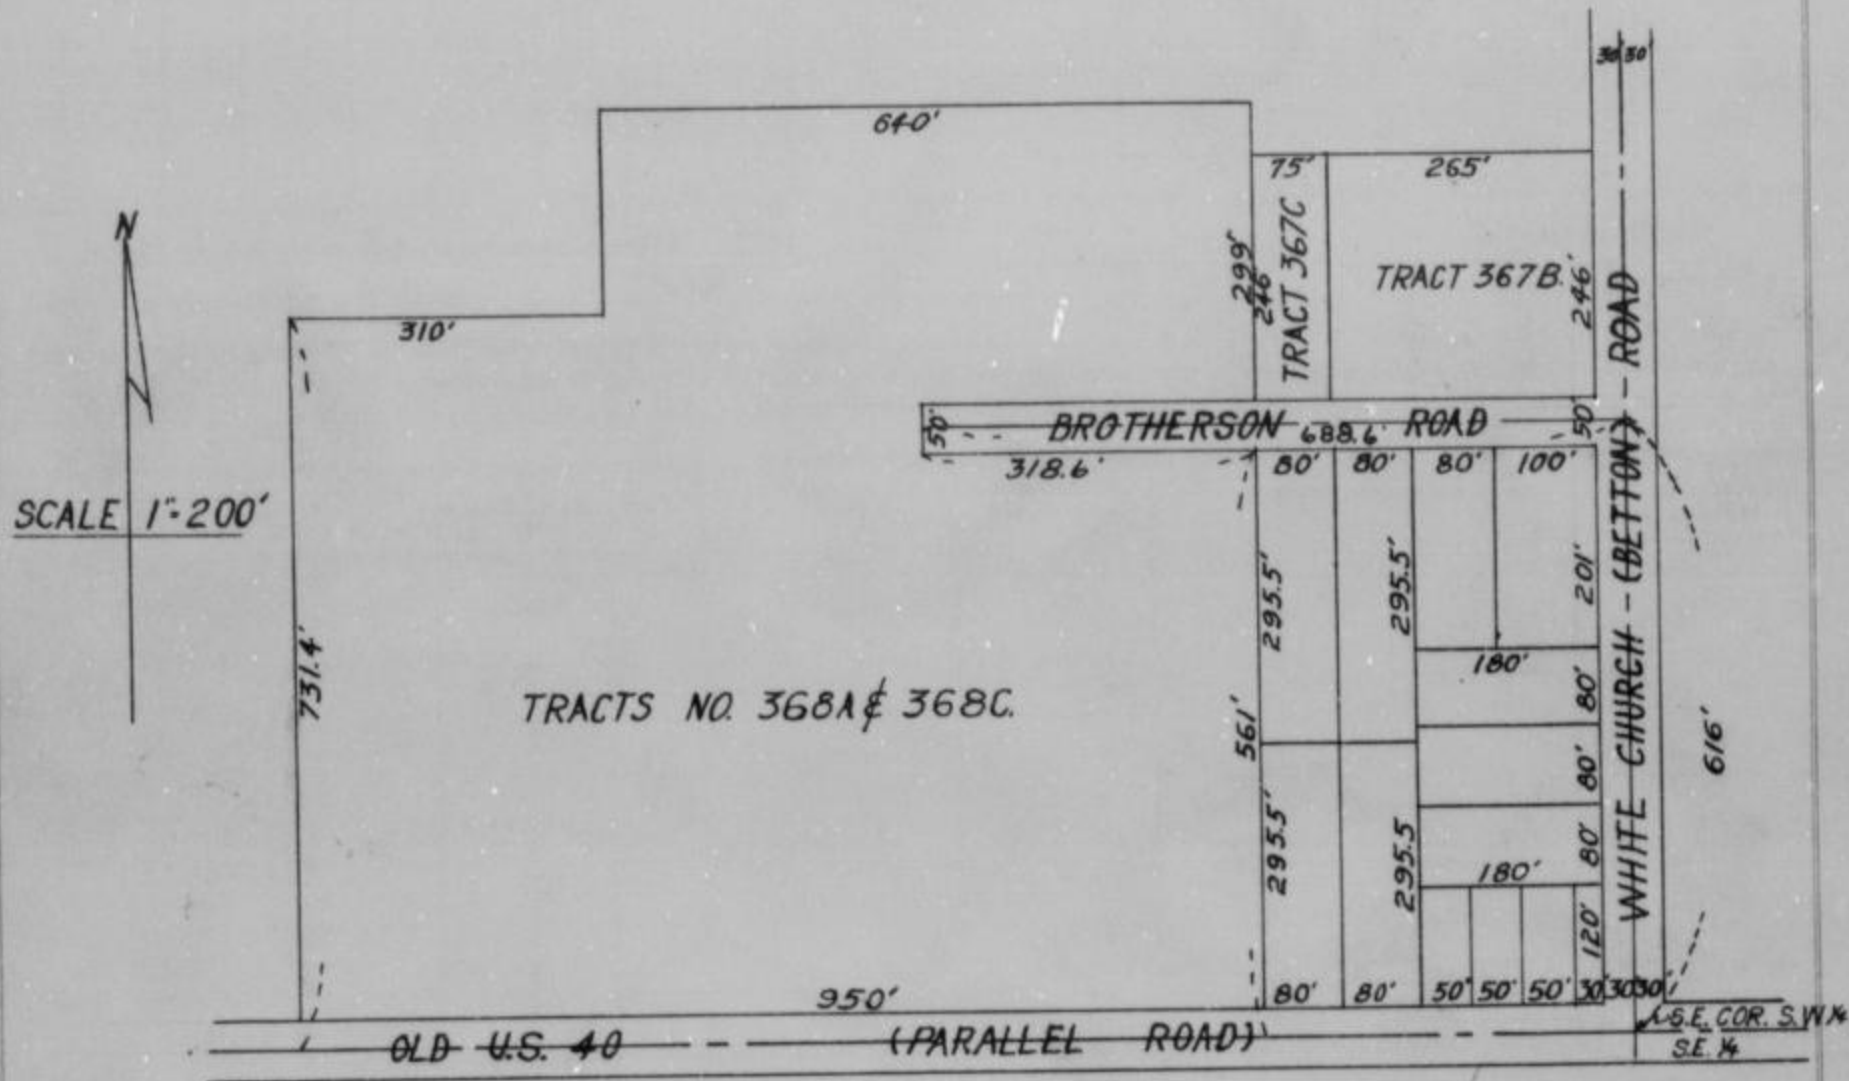 30' 30'
640'
75' 265'
N
299'
246'
TRACT 367C
TRACT 367B.
246'
310'
BROTHERSON 688.6' ROAD
50'
50'
318.6'
80' 80' 80' 100'
SCALE 1"=200'
WHITE CHURCH - (BETTON) - ROAD
295.5'
295.5'
201'
731.4'
180'
TRACTS NO. 368A & 368C.
561'
80'
616'
80'
295.5'
295.5
80'
180'
120'
950'
80' 80' 50' 50' 50' 30' 30' 30'
OLD U.S. 40 (PARALLEL ROAD)
S.E. COR. S.W.¼
S.E. ¼